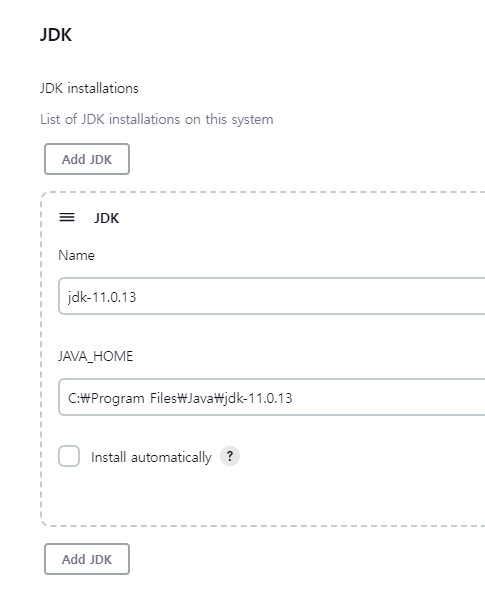 JDK
JDK installations
List of JDK installations on this system
Add JDK
JDK
Name
jdk-11.0.13
JAVA_HOME
C:₩Program Files₩Java₩jdk-11.0.13
Install automatically ?
Add JDK